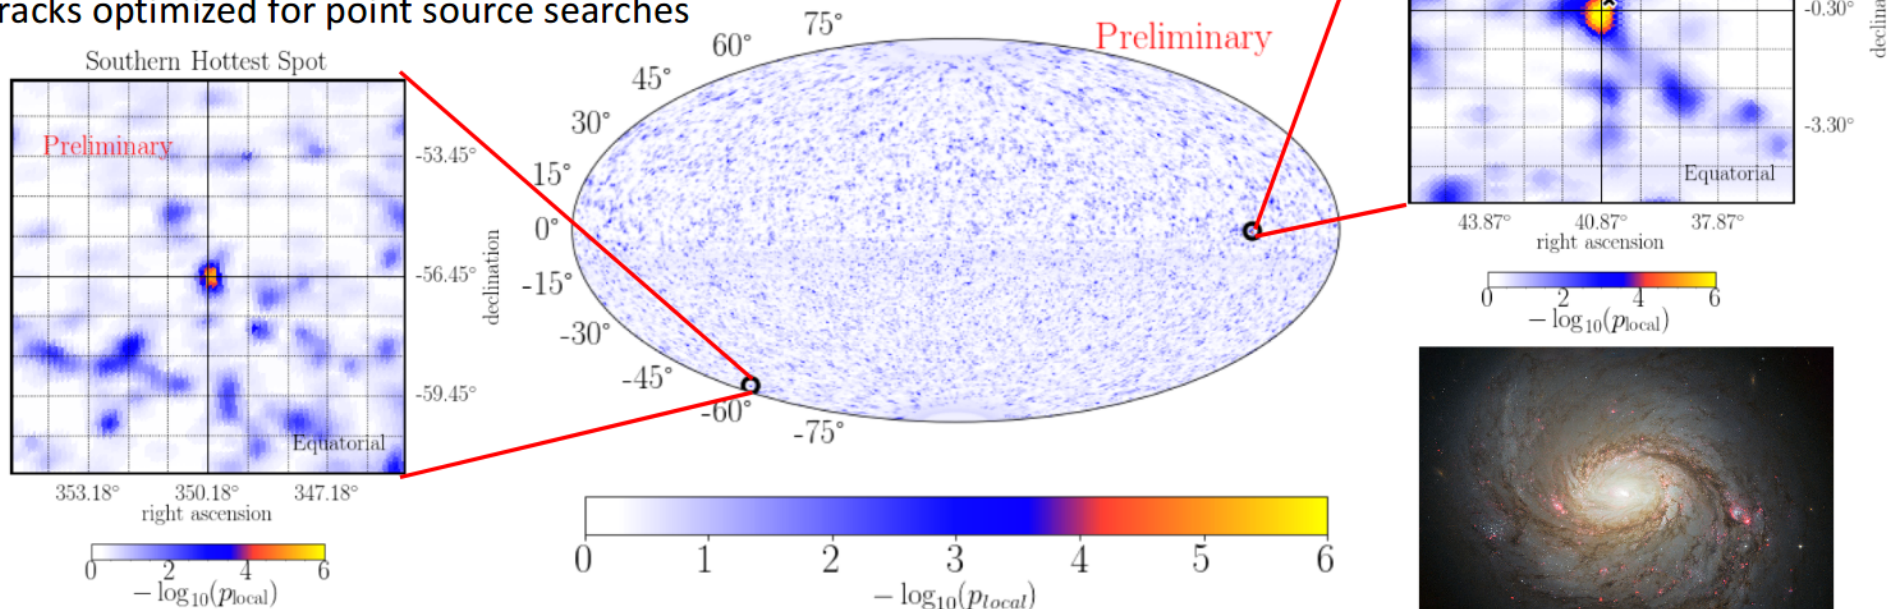 racks optimized for point source searches
Southern Hottest Spot
Preliminary
-53.45°
-56.45°
-59.45°
declination
Equatorial
353.18° 350.18° 347.18°
right ascension
0 2 4 6
− log10(plocal)
Preliminary
75°
60°
45°
30°
15°
0°
-15°
-30°
-45°
-60°
-75°
0 1 2 3 4 5 6
− log10(plocal)
-0.30°
-3.30°
declina
Equatorial
43.87° 40.87° 37.87°
right ascension
0 2 4 6
− log10(plocal)